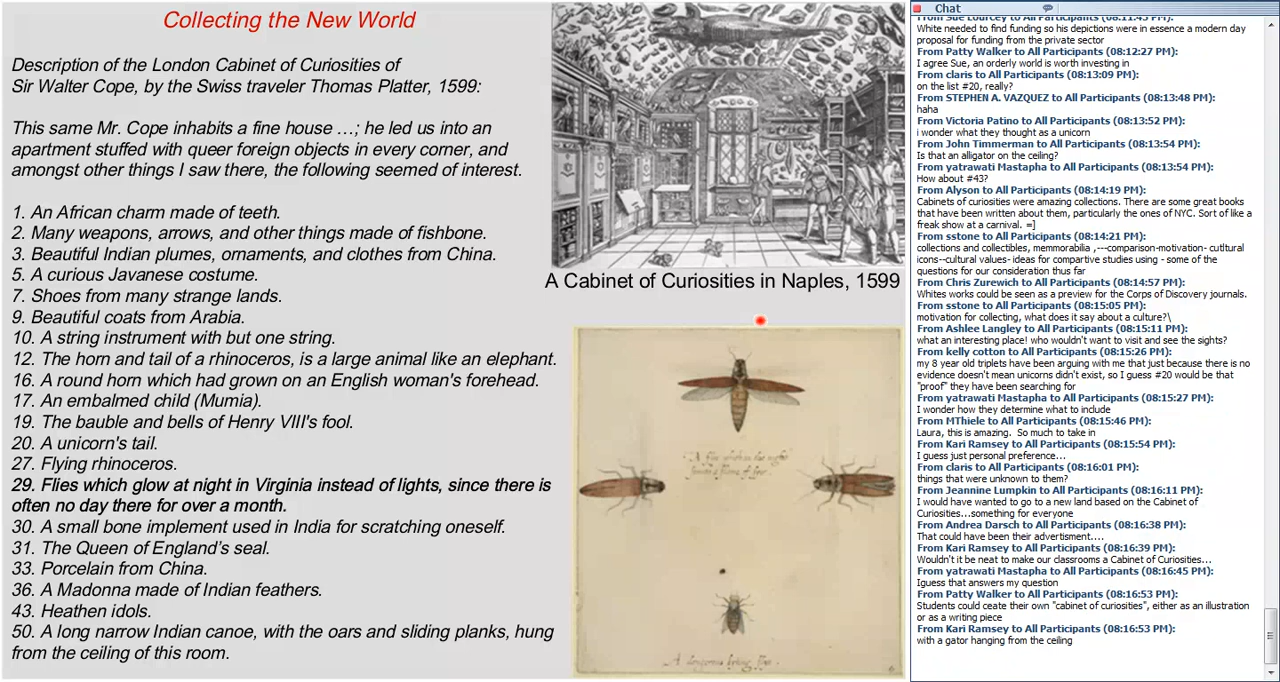 Collecting the New World
Description of the London Cabinet of Curiosities of
Sir Walter Cope, by the Swiss traveler Thomas Platter, 1599:
This same Mr. Cope inhabits a fine house …; he led us into an
apartment stuffed with queer foreign objects in every corner, and
amongst other things I saw there, the following seemed of interest.
1. An African charm made of teeth.
2. Many weapons, arrows, and other things made of fishbone.
3. Beautiful Indian plumes, ornaments, and clothes from China.
5. A curious Javanese costume.
7. Shoes from many strange lands.
9. Beautiful coats from Arabia.
10. A string instrument with but one string.
12. The horn and tail of a rhinoceros, is a large animal like an elephant.
16. A round horn which had grown on an English woman's forehead.
17. An embalmed child (Mumia).
19. The bauble and bells of Henry VIII's fool.
20. A unicorn's tail.
27. Flying rhinoceros.
29. Flies which glow at night in Virginia instead of lights, since there is
often no day there for over a month.
30. A small bone implement used in India for scratching oneself.
31. The Queen of England's seal.
33. Porcelain from China.
36. A Madonna made of Indian feathers.
43. Heathen idols.
50. A long narrow Indian canoe, with the oars and sliding planks, hung
from the ceiling of this room.
A Cabinet of Curiosities in Naples, 1599
A flye which in the night
A dangerous byting flye.
Chat
From Sue Lourcey to All Participants (08:11:45 PM):
White needed to find funding so his depictions were in essence a modern day
proposal for funding from the private sector
From Patty Walker to All Participants (08:12:27 PM):
I agree Sue, an orderly world is worth investing in
From claris to All Participants (08:13:09 PM):
on the list #20, really?
From STEPHEN A. VAZQUEZ to All Participants (08:13:48 PM):
haha
From Victoria Patino to All Participants (08:13:52 PM):
i wonder what they thought as a unicorn
From John Timmerman to All Participants (08:13:54 PM):
Is that an alligator on the ceiling?
From yatrawati Mastapha to All Participants (08:13:54 PM):
How about #43?
From Alyson to All Participants (08:14:19 PM):
Cabinets of curiosities were amazing collections. There are some great books
that have been written about them, particularly the ones of NYC. Sort of like a
freak show at a carnival. =]
From sstone to All Participants (08:14:21 PM):
collections and collectibles, memmorabilia ,---comparison-motivation- cutltural
icons--cultural values- ideas for compartive studies using - some of the
questions for our consideration thus far
From Chris Zurewich to All Participants (08:14:57 PM):
Whites works could be seen as a preview for the Corps of Discovery journals.
From sstone to All Participants (08:15:05 PM):
motivation for collecting, what does it say about a culture?\
From Ashlee Langley to All Participants (08:15:11 PM):
what an interesting place! who wouldn't want to visit and see the sights?
From kelly cotton to All Participants (08:15:26 PM):
my 8 year old triplets have been arguing with me that just because there is no
evidence doesn't mean unicorns didn't exist, so I guess #20 would be that
"proof" they have been searching for
From yatrawati Mastapha to All Participants (08:15:27 PM):
I wonder how they determine what to include
From MThiele to All Participants (08:15:46 PM):
Laura, this is amazing.  So much to take in
From Kari Ramsey to All Participants (08:15:54 PM):
I guess just personal preference...
From claris to All Participants (08:16:01 PM):
things that were unknown to them?
From Jeannine Lumpkin to All Participants (08:16:11 PM):
I would have wanted to go to a new land based on the Cabinet of
Curiosities...something for everyone
From Andrea Darsch to All Participants (08:16:38 PM):
That could have been their advertisment....
From Kari Ramsey to All Participants (08:16:39 PM):
Wouldn't it be neat to make our classrooms a Cabinet of Curiosities...
From yatrawati Mastapha to All Participants (08:16:45 PM):
Iguess that answers my question
From Patty Walker to All Participants (08:16:53 PM):
Students could ceate their own "cabinet of curiosities", either as an illustration
or as a writing piece
From Kari Ramsey to All Participants (08:16:53 PM):
with a gator hanging from the ceiling